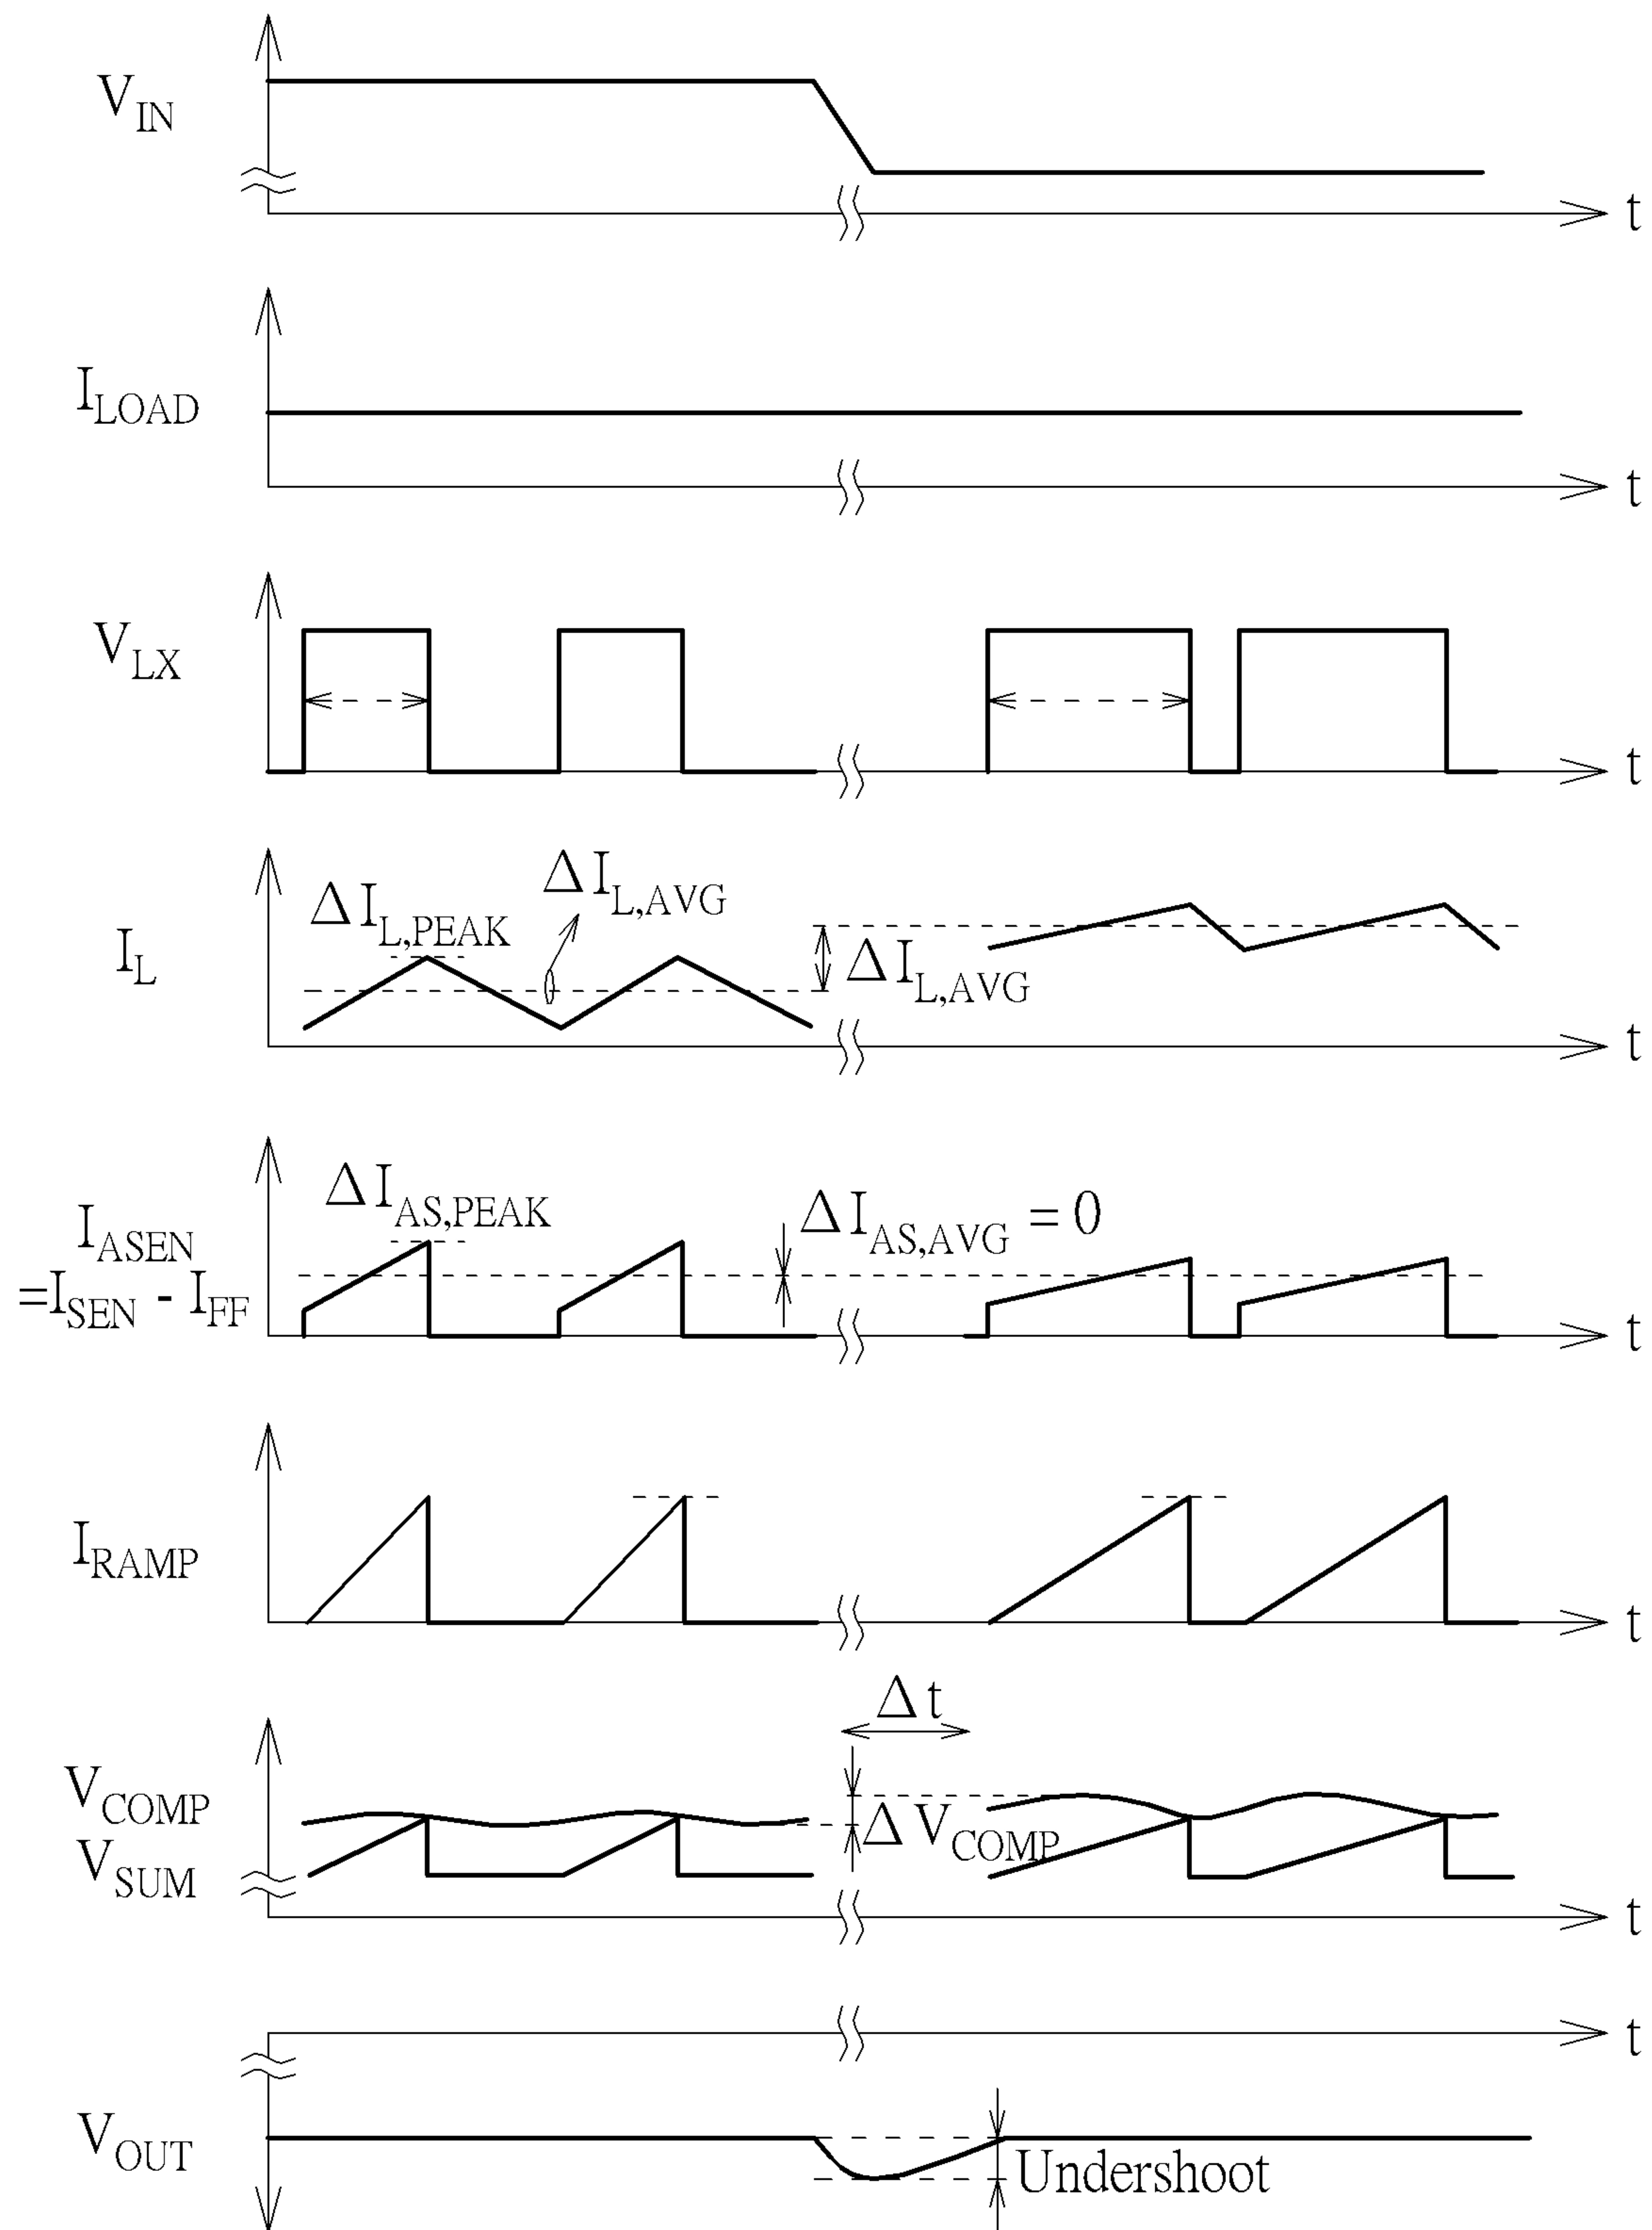 V_IN
t
I_LOAD
t
V_LX
t
ΔI_L,PEAK
ΔI_L,AVG
I_L
ΔI_L,AVG
t
ΔI_AS,PEAK
ΔI_AS,AVG = 0
I_ASEN
=I_SEN - I_FF
t
I_RAMP
t
Δt
V_COMP
ΔV_COMP
V_SUM
t
t
V_OUT
Undershoot